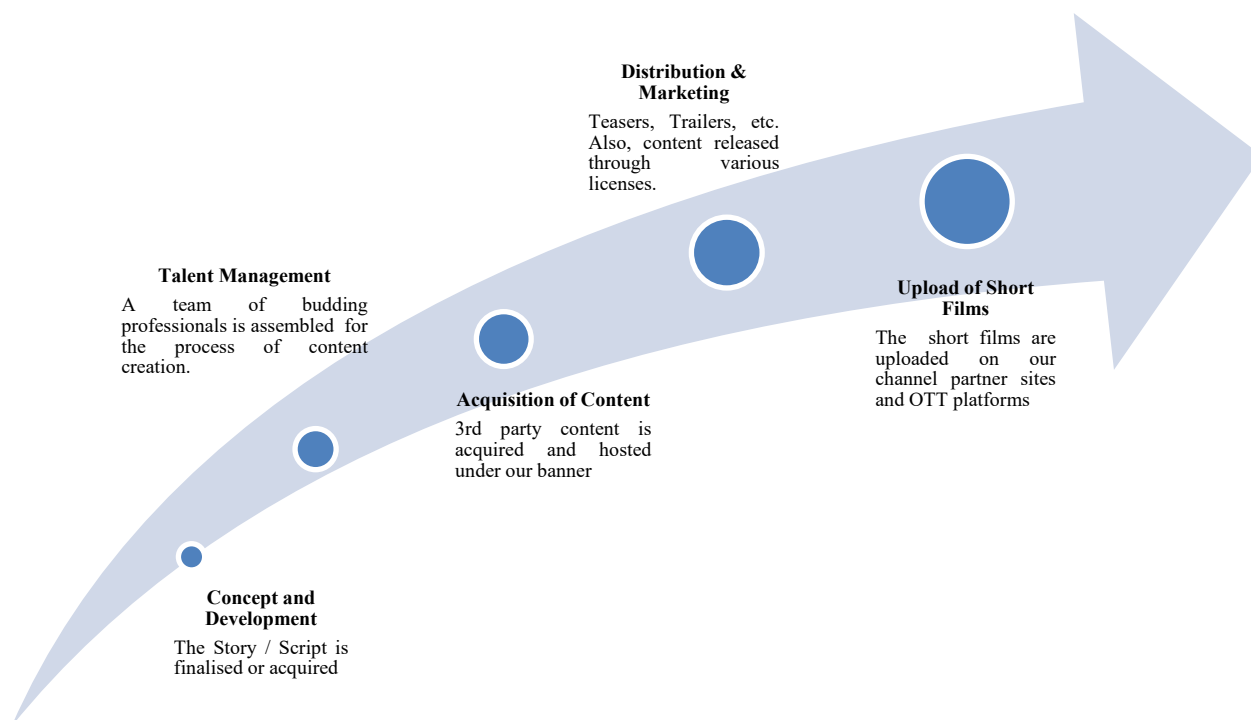 Distribution &
Marketing
Teasers, Trailers, etc.
Also, content released
through various
licenses.
Talent Management
A team of budding
professionals is assembled for
the process of content
creation.
Upload of Short
Films
The short films are
uploaded on our
channel partner sites
and OTT platforms
Acquisition of Content
3rd party content is
acquired and hosted
under our banner
Concept and
Development
The Story / Script is
finalised or acquired